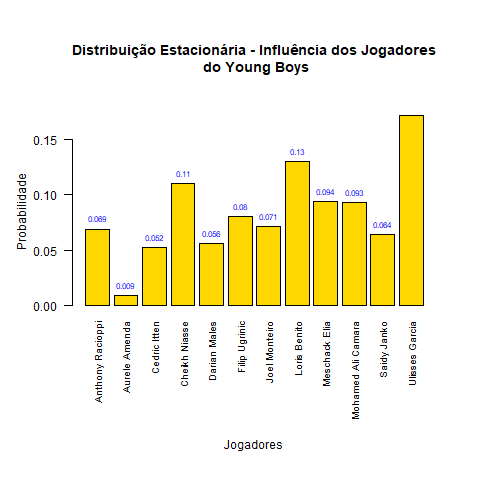 Distribuição Estacionária - Influência dos Jogadores
do Young Boys
Probabilidade
0.15
0.10
0.05
0.00
0.069
0.009
0.052
0.11
0.056
0.08
0.071
0.13
0.094
0.093
0.064
Anthony Racioppi
Aurele Amenda
Cedric Itten
Cheikh Niasse
Darian Males
Filip Ugrinic
Joel Monteiro
Loris Benito
Meschack Elia
Mohamed Ali Camara
Saidy Janko
Ulisses Garcia
Jogadores